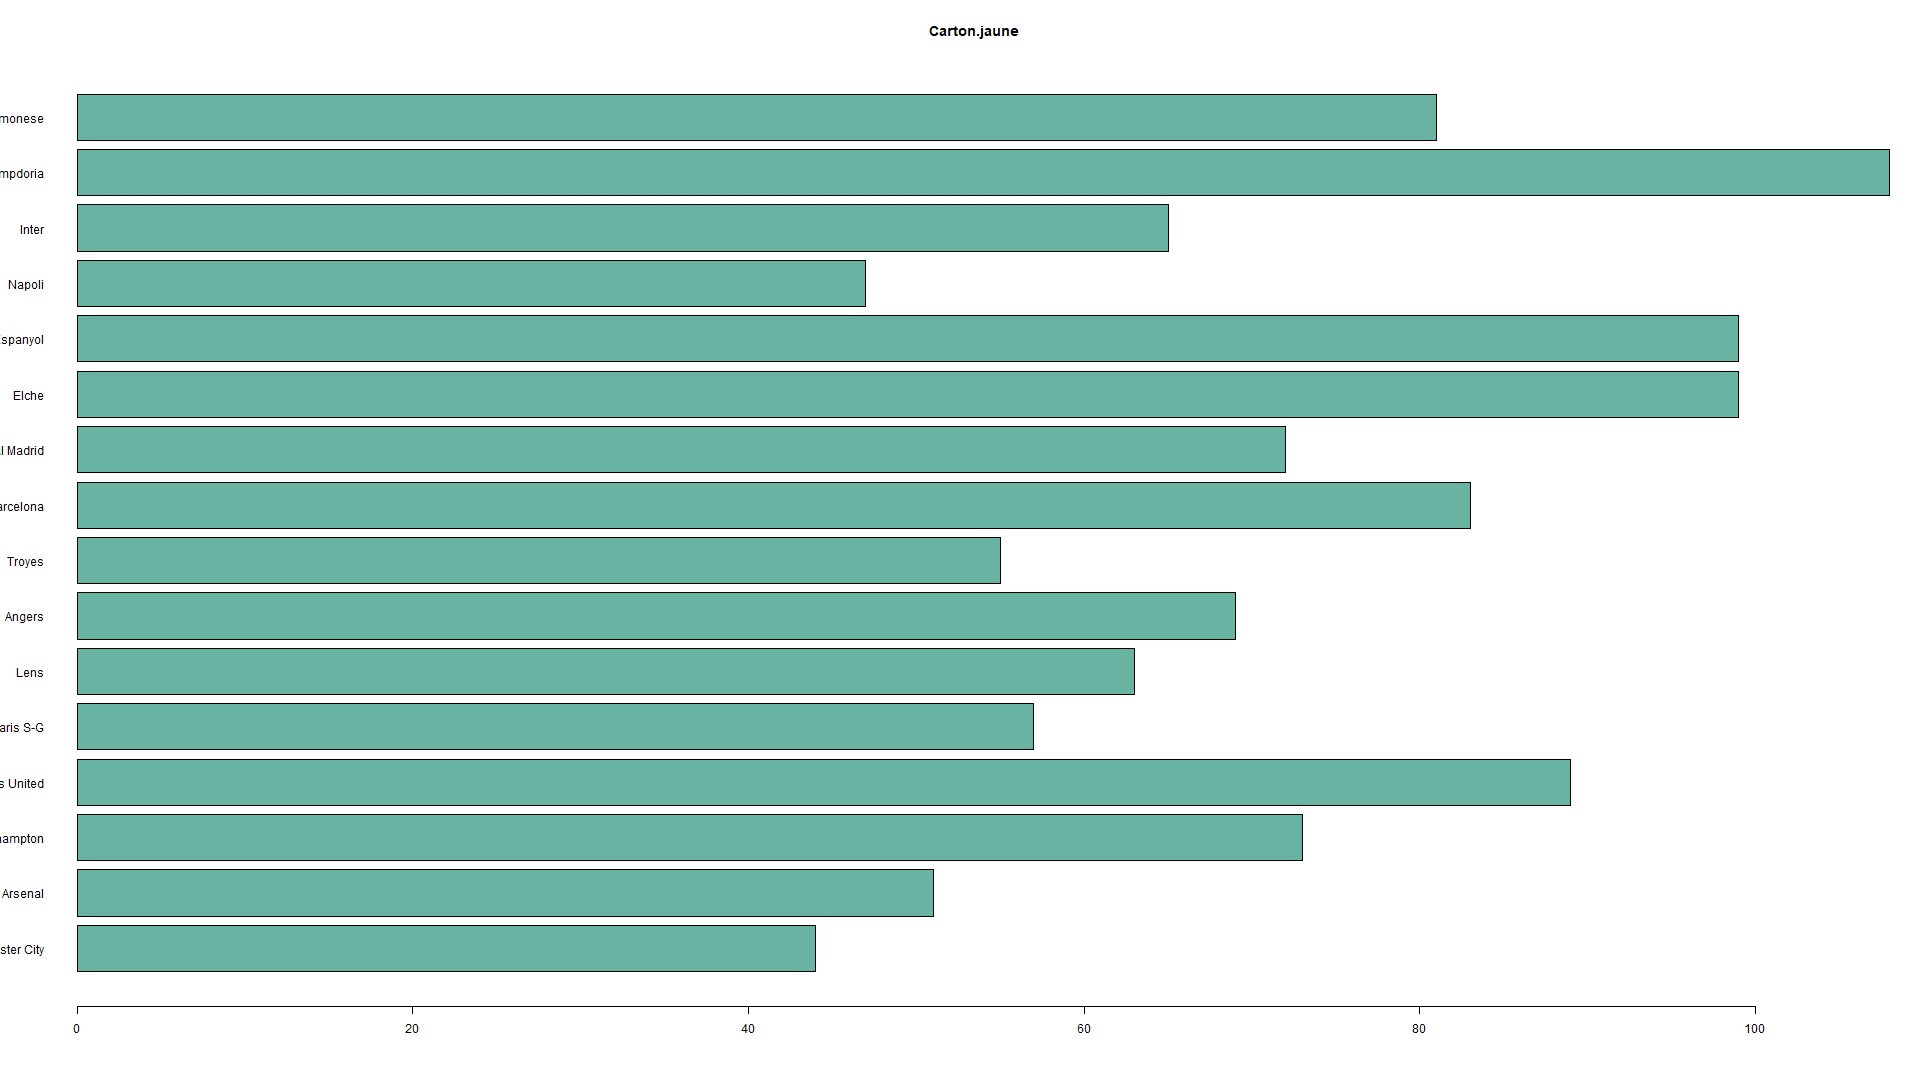 Carton.jaune
monese
mpdoria
Inter
Napoli
spanyol
Elche
l Madrid
arcelona
Troyes
Angers
Lens
aris S-G
s United
ampton
Arsenal
ster City
0 20 40 60 80 100